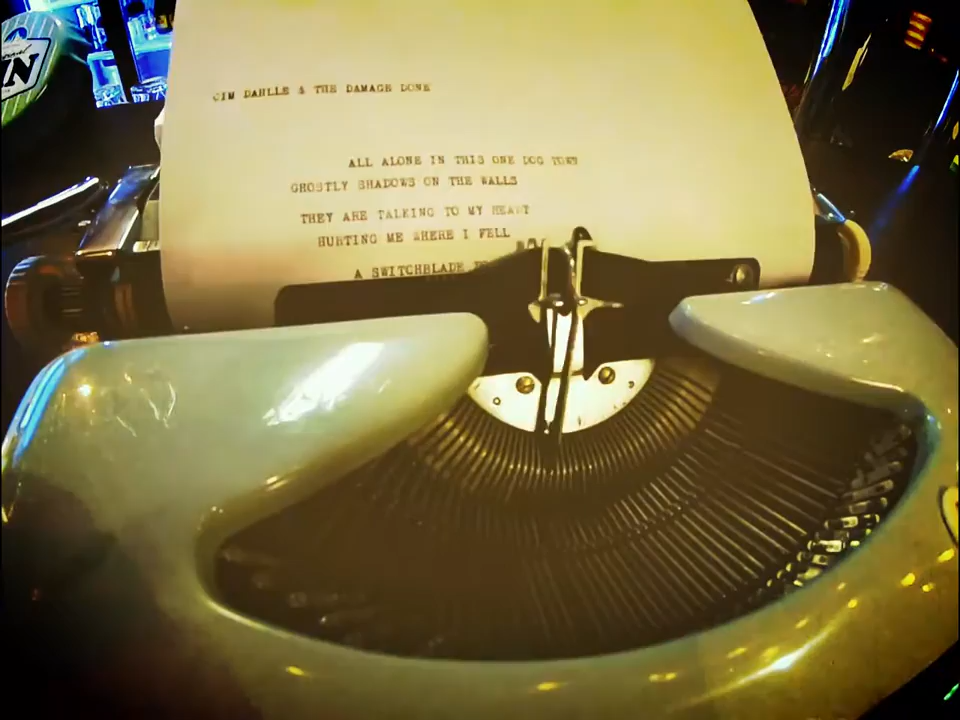 JIM DAHLLE & THE DAMAGE DONE
ALL ALONE IN THIS ONE DOG TOWN
GHOSTLY SHADOWS ON THE WALLS
THEY ARE TALKING TO MY HEART
HURTING ME WHERE I FELL
A SWITCHBLADE
N